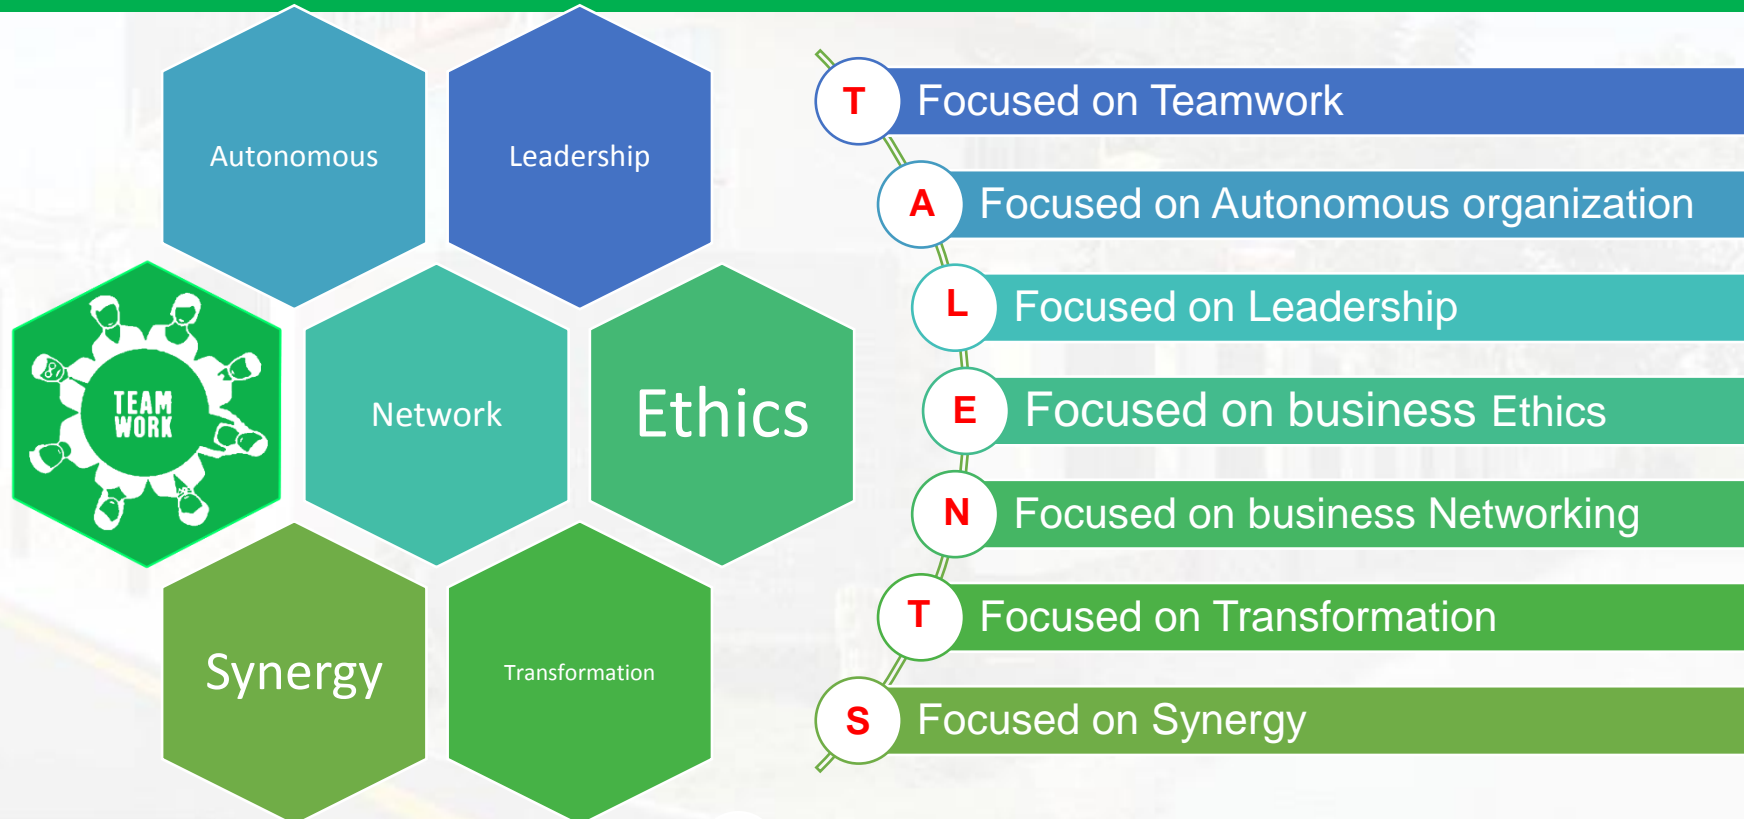 Autonomous
Leadership
TEAM
WORK
Network
Ethics
Synergy
Transformation
T Focused on Teamwork
A Focused on Autonomous organization
L Focused on Leadership
E Focused on business Ethics
N Focused on business Networking
T Focused on Transformation
S Focused on Synergy